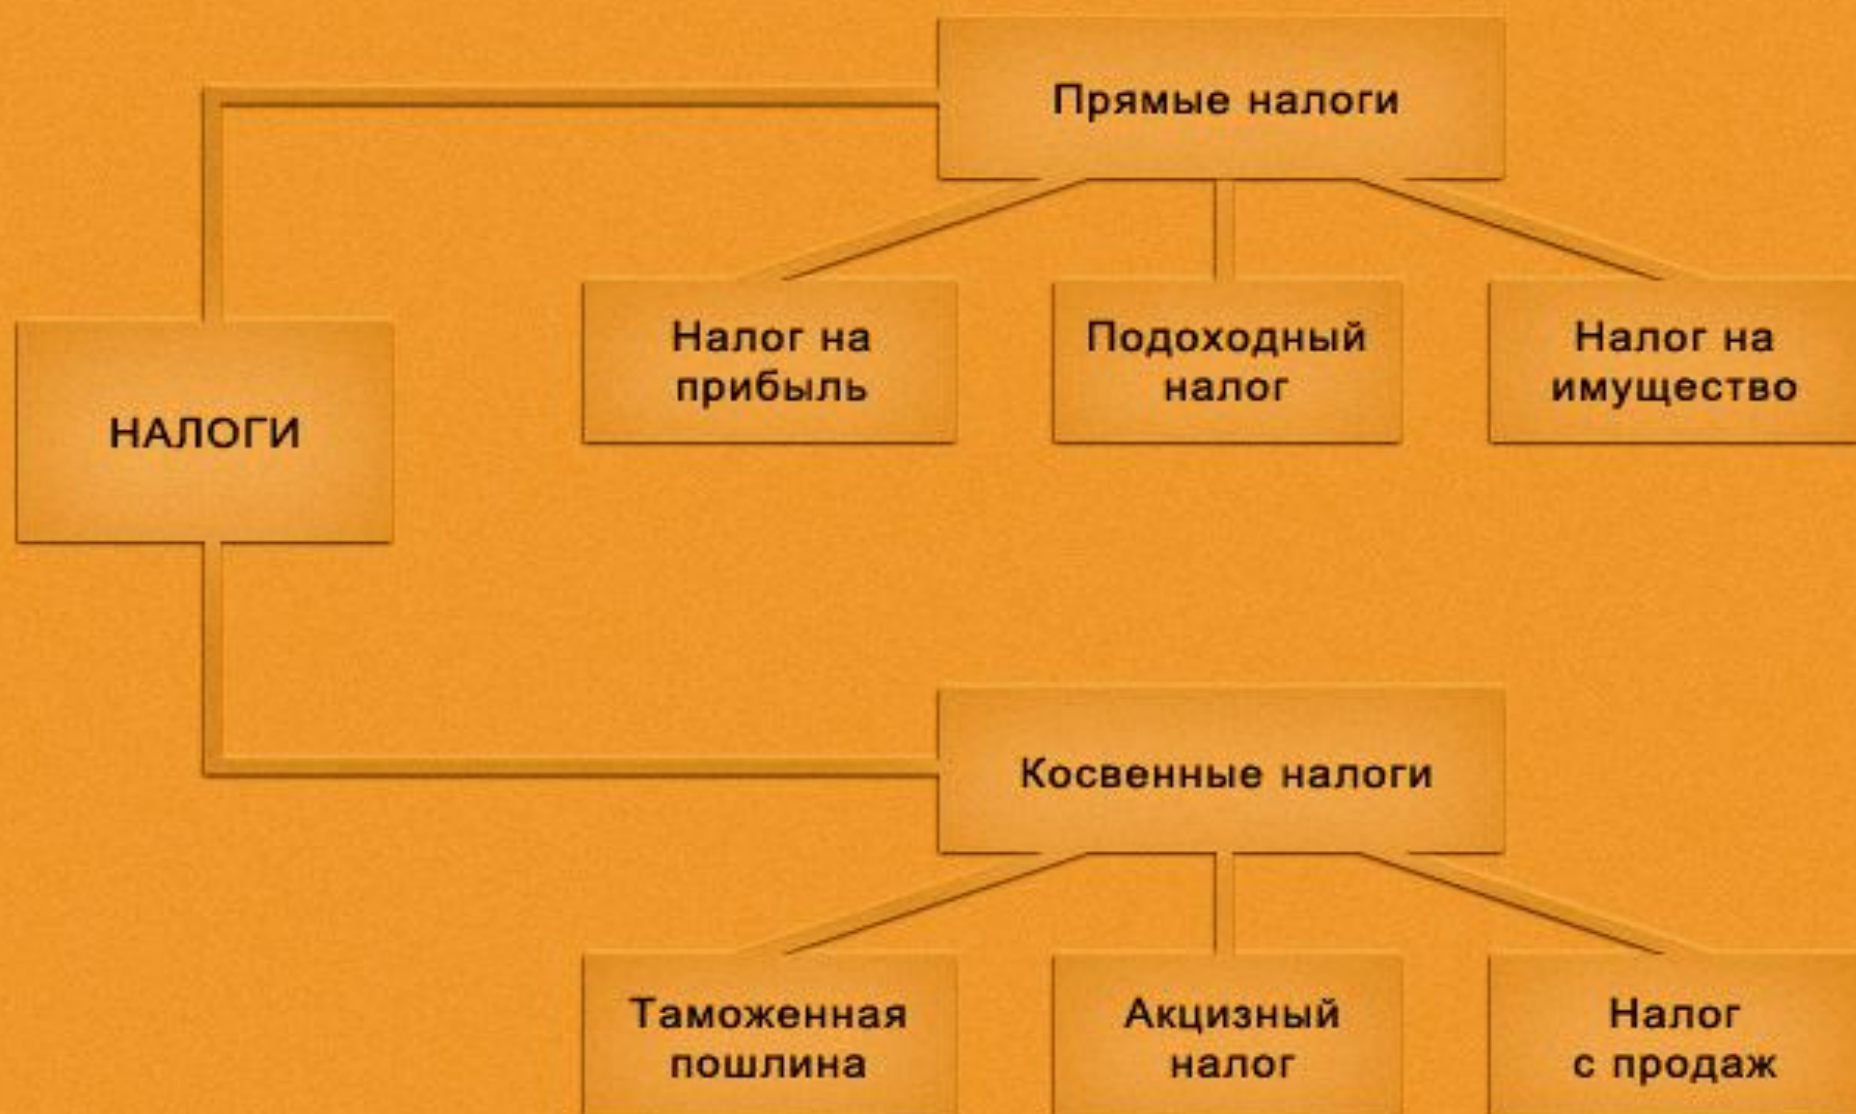 Прямые налоги
Налог на
прибыль
Подоходный
налог
Налог на
имущество
НАЛОГИ
Косвенные налоги
Таможенная
пошлина
Акцизный
налог
Налог
с продаж